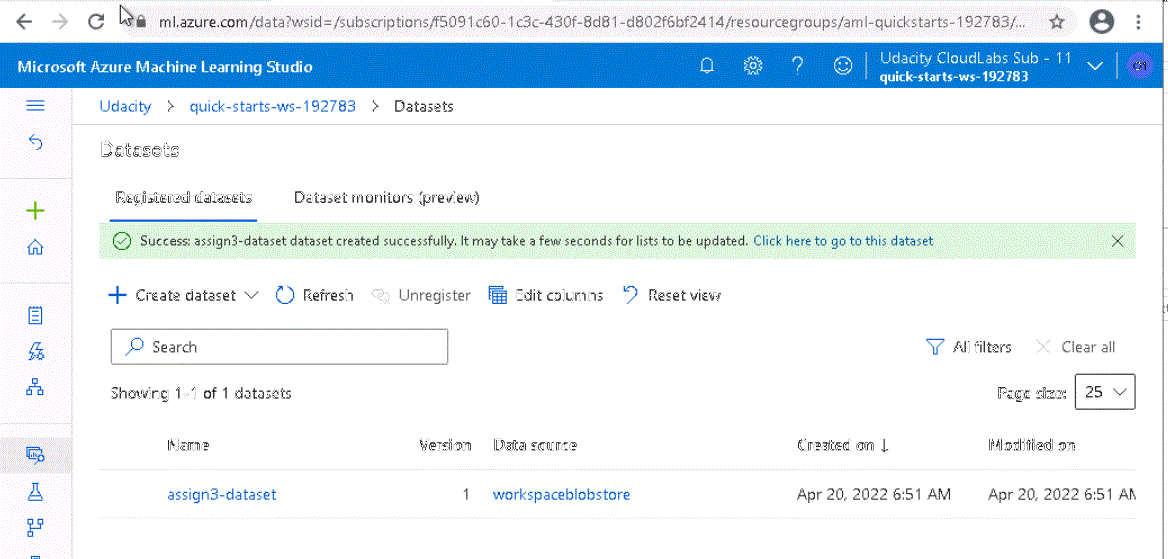 ml.azure.com/data?wsid=/subscriptions/f5091c60-1c3c-430f-8d81-d802f6bf2414/resourcegroups/aml-quickstarts-192783/...
Microsoft Azure Machine Learning Studio
Udacity CloudLabs Sub - 11
quick-starts-ws-192783
Udacity > quick-starts-ws-192783 > Datasets
Datasets
Registered datasets Dataset monitors (preview)
Success: assign3-dataset dataset created successfully. It may take a few seconds for lists to be updated. Click here to go to this dataset
Create dataset Refresh Unregister Edit columns Reset view
Search
All filters Clear all
Showing 1-1 of 1 datasets
Page size: 25
Name Version Data source Created on ↓ Modified on
assign3-dataset 1 workspaceblobstore Apr 20, 2022 6:51 AM Apr 20, 2022 6:51 AM